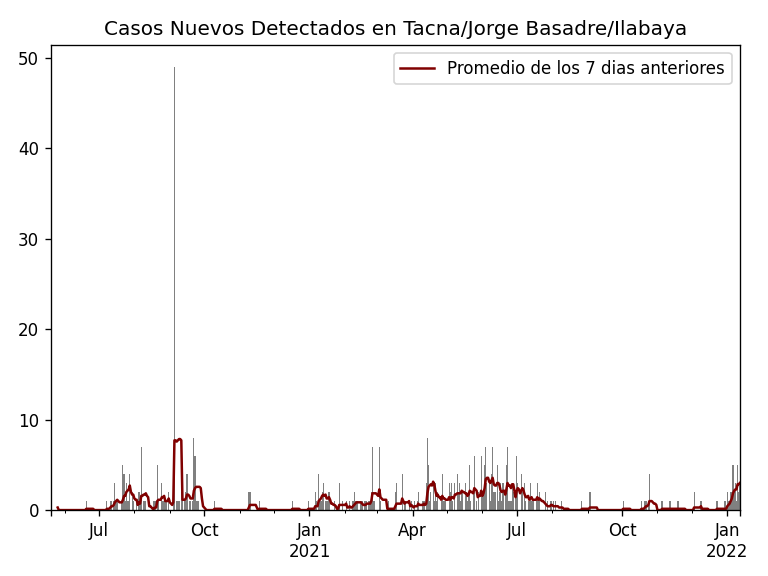 Casos Nuevos Detectados en Tacna/Jorge Basadre/Ilabaya
Promedio de los 7 dias anteriores
50
40
30
20
10
0
Jul Oct Jan Apr Jul Oct Jan
2021 2022